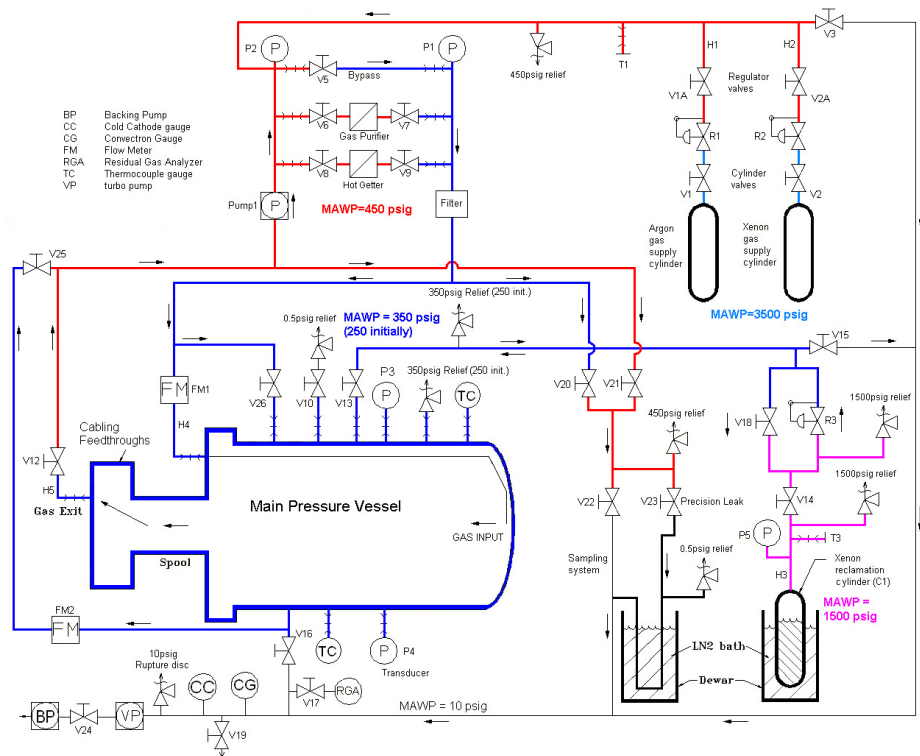 P2
P1
V5
Bypass
450psig relief
T1
H1
H2
V3
Regulator
valves
V1A
V2A
BP Backing Pump
CC Cold Cathode gauge
CG Convectron Gauge
FM Flow Meter
RGA Residual Gas Analyzer
TC Thermocouple gauge
VP turbo pump
P
P
V6
V7
Gas Purifier
R1
R2
V8
V9
Hot Getter
Cylinder
valves
V1
V2
Pump1
P
MAWP=450 psig
Filter
Argon
gas
supply
cylinder
Xenon
gas
supply
cylinder
MAWP=3500 psig
V25
350psig Relief (250 init.)
MAWP = 350 psig
(250 initially)
0.5psig relief
V15
FM
FM1
V26
V10
V13
P3
P
350psig Relief (250 init.)
TC
V20
V21
1500psig relief
V18
R3
H4
Cabling
Feedthroughs
450psig relief
V12
H5
Gas Exit
Main Pressure Vessel
GAS INPUT
V22
V23
Precision Leak
V14
1500psig relief
P5
P
T3
Spool
Sampling
system
0.5psig relief
H3
Xenon
reclamation
cylinder (C1)
MAWP =
1500 psig
FM2
FM
V16
TC
P
P4
Transducer
LN2 bath
Dewar
10psig
Rupture disc
CC
CG
V17
RGA
MAWP = 10 psig
BP
V24
VP
V19